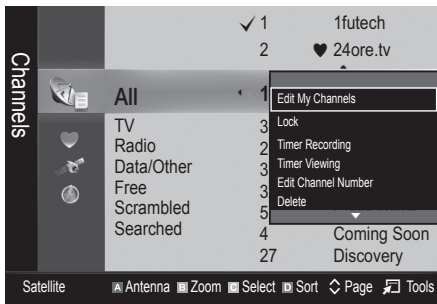 Channels
1 1futech
2 24ore.tv
All 1
TV 3
Radio 2
Data/Other 3
Free 3
Scrambled 5
Searched 4 Coming Soon
27 Discovery
Edit My Channels
Lock
Timer Recording
Timer Viewing
Edit Channel Number
Delete
Satellite A Antenna B Zoom C Select D Sort Page Tools